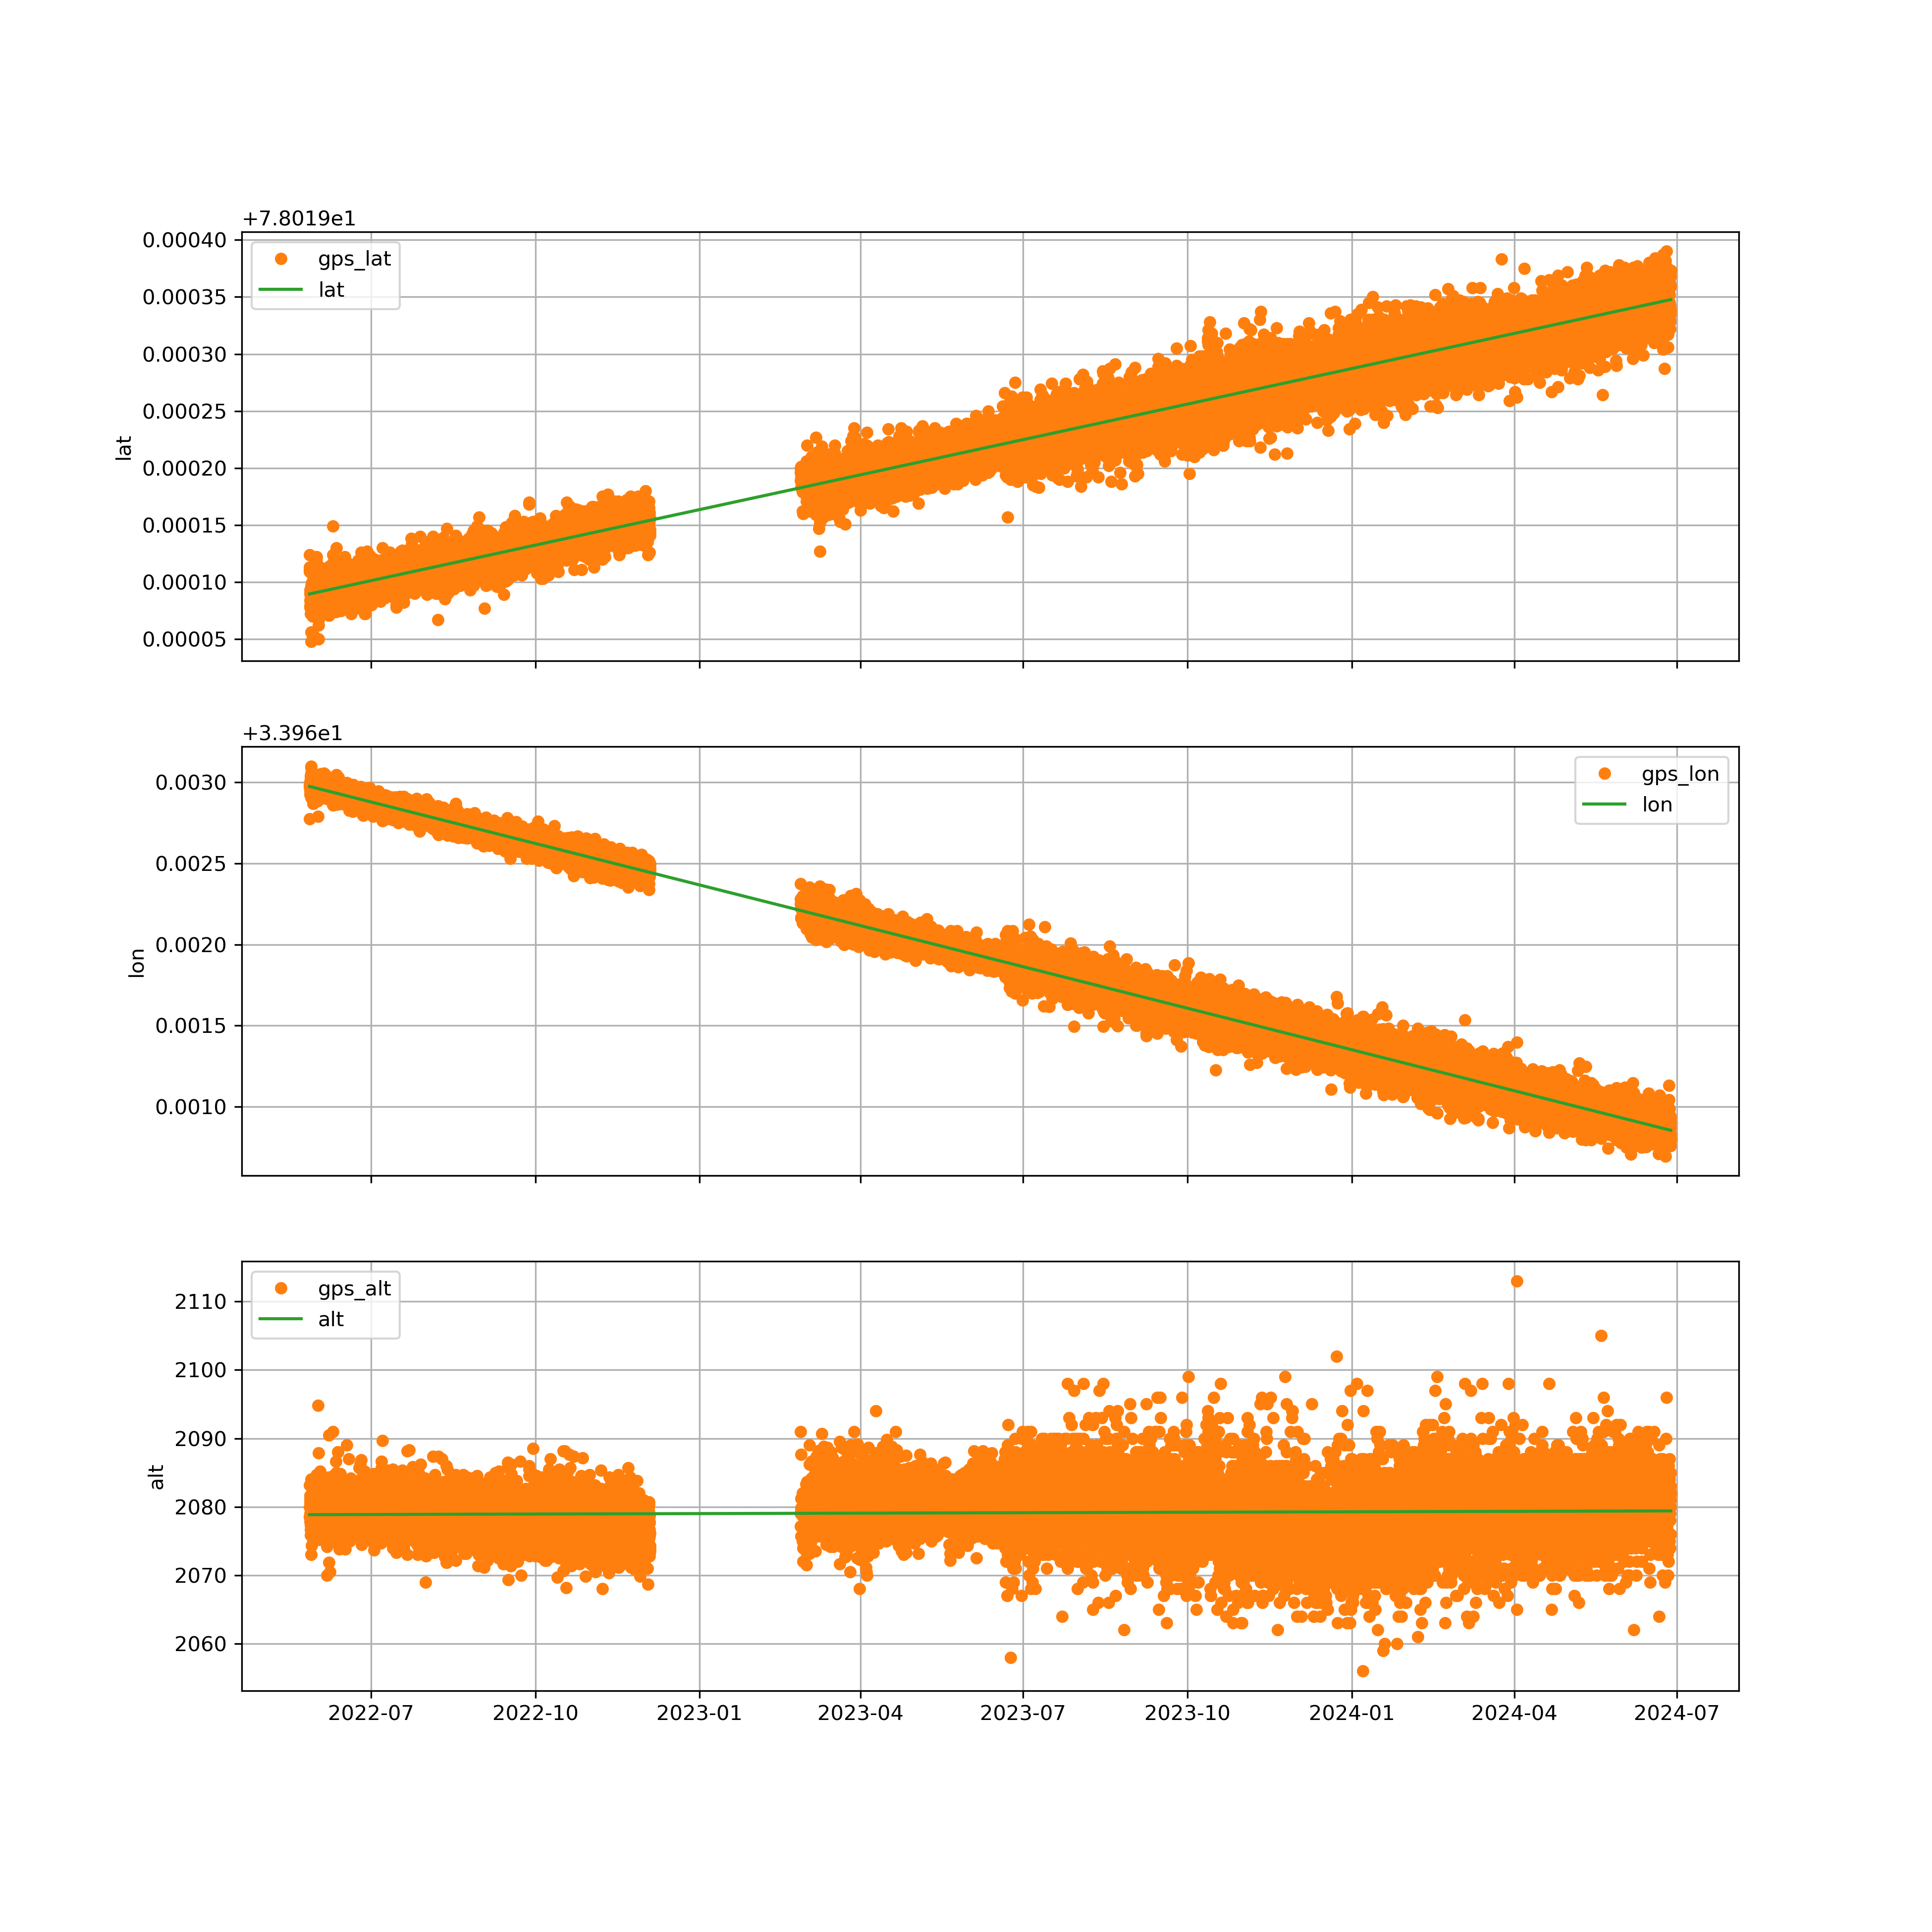 +7.8019e1
0.00040
0.00035
0.00030
0.00025
0.00020
0.00015
0.00010
0.00005
lat
gps_lat
lat
+3.396e1
0.0030
0.0025
0.0020
0.0015
0.0010
lon
gps_lon
lon
2110
2100
2090
2080
2070
2060
alt
gps_alt
alt
2022-07 2022-10 2023-01 2023-04 2023-07 2023-10 2024-01 2024-04 2024-07